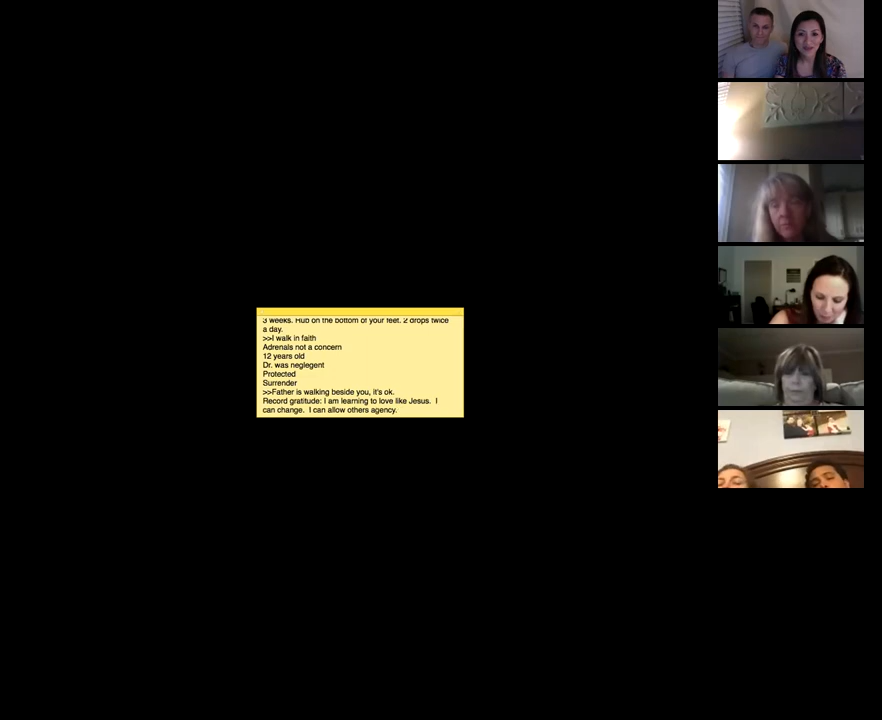 3 weeks. Rub on the bottom of your feet. 2 drops twice
a day.
>>I walk in faith
Adrenals not a concern
12 years old
Dr. was neglegent
Protected
Surrender
>>Father is walking beside you, it's ok.
Record gratitude: I am learning to love like Jesus.  I
can change.  I can allow others agency.